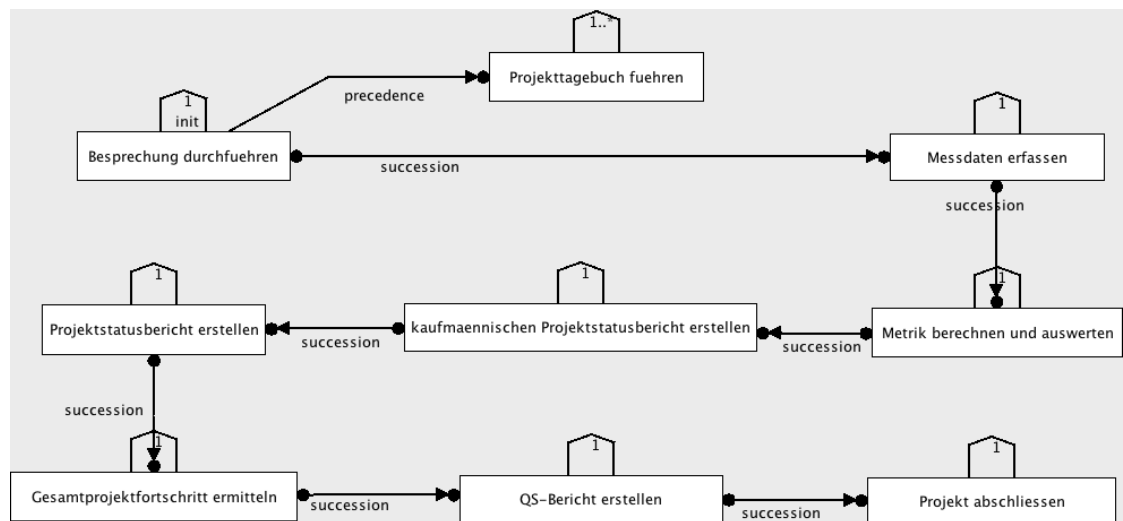 1..*
Projekttagebuch fuehren
precedence
1
init
Besprechung durchfuehren
succession
1
Messdaten erfassen
succession
1
Projektstatusbericht erstellen
succession
1
kaufmaennischen Projektstatusbericht erstellen
succession
1
Metrik berechnen und auswerten
succession
1
Gesamtprojektfortschritt ermitteln
succession
1
QS-Bericht erstellen
succession
1
Projekt abschliessen